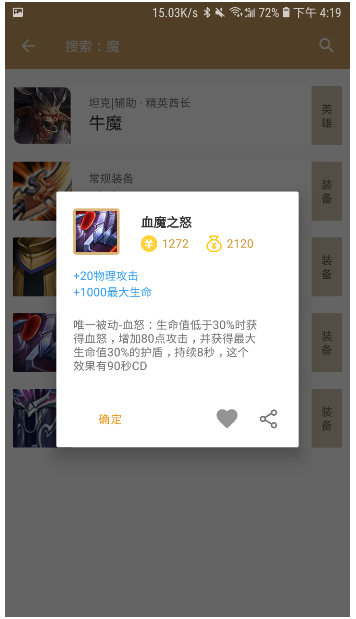 15.03K/s 72% 下午 4:19
搜索：魔
坦克|辅助 · 精英酋长
牛魔
英雄
常规装备
装备
血魔之怒
1272 2120
+20物理攻击
+1000最大生命
装备
唯一被动-血怒：生命值低于30%时获
得血怒，增加80点攻击，并获得最大
生命值30%的护盾，持续8秒，这个
效果有90秒CD
装备
确定
装备